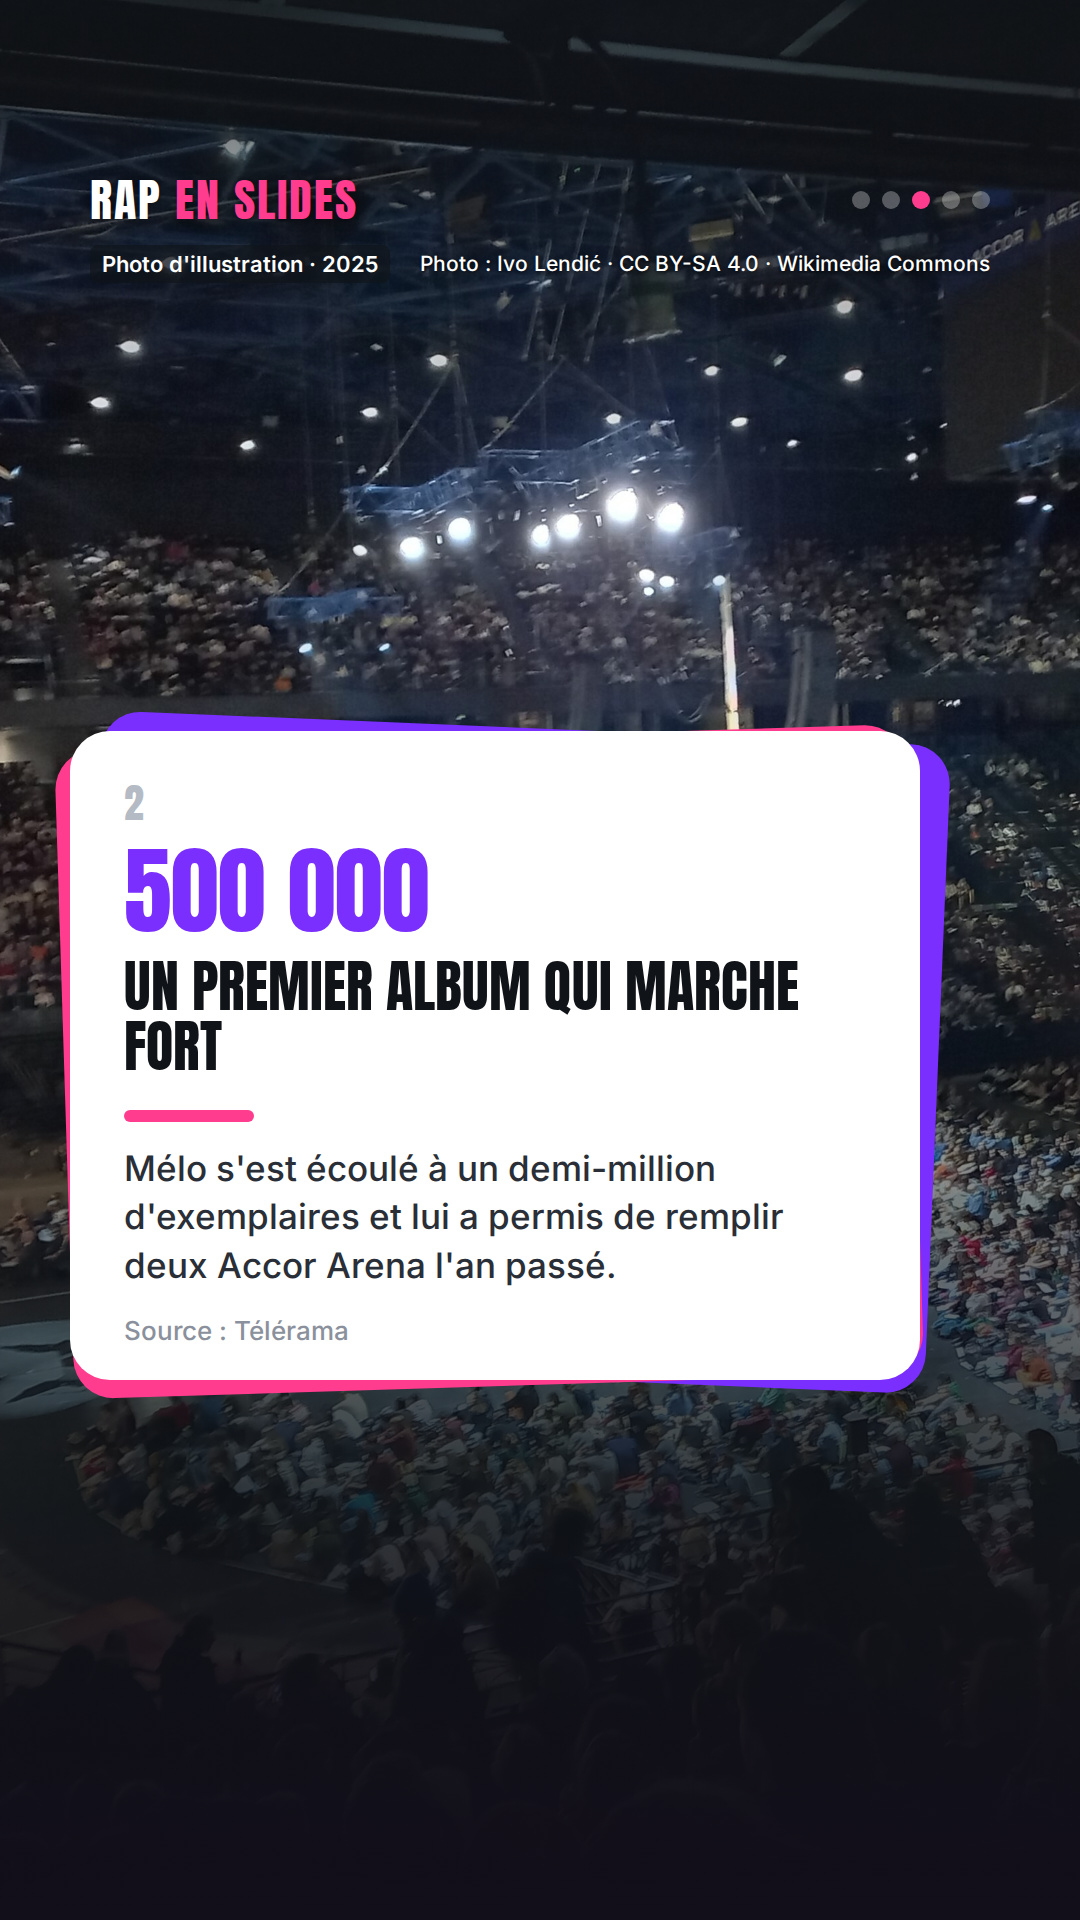 RAP EN SLIDES
Photo d'illustration · 2025
Photo : Ivo Lendić · CC BY-SA 4.0 · Wikimedia Commons
ACCOR ARE
2
500 000
UN PREMIER ALBUM QUI MARCHE
FORT
Mélo s'est écoulé à un demi-million
d'exemplaires et lui a permis de remplir
deux Accor Arena l'an passé.
Source : Télérama